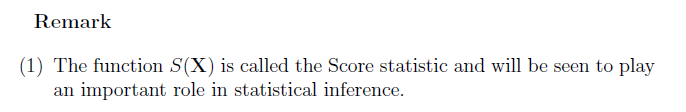 Remark
(1) The function S(X) is called the Score statistic and will be seen to play
an important role in statistical inference.